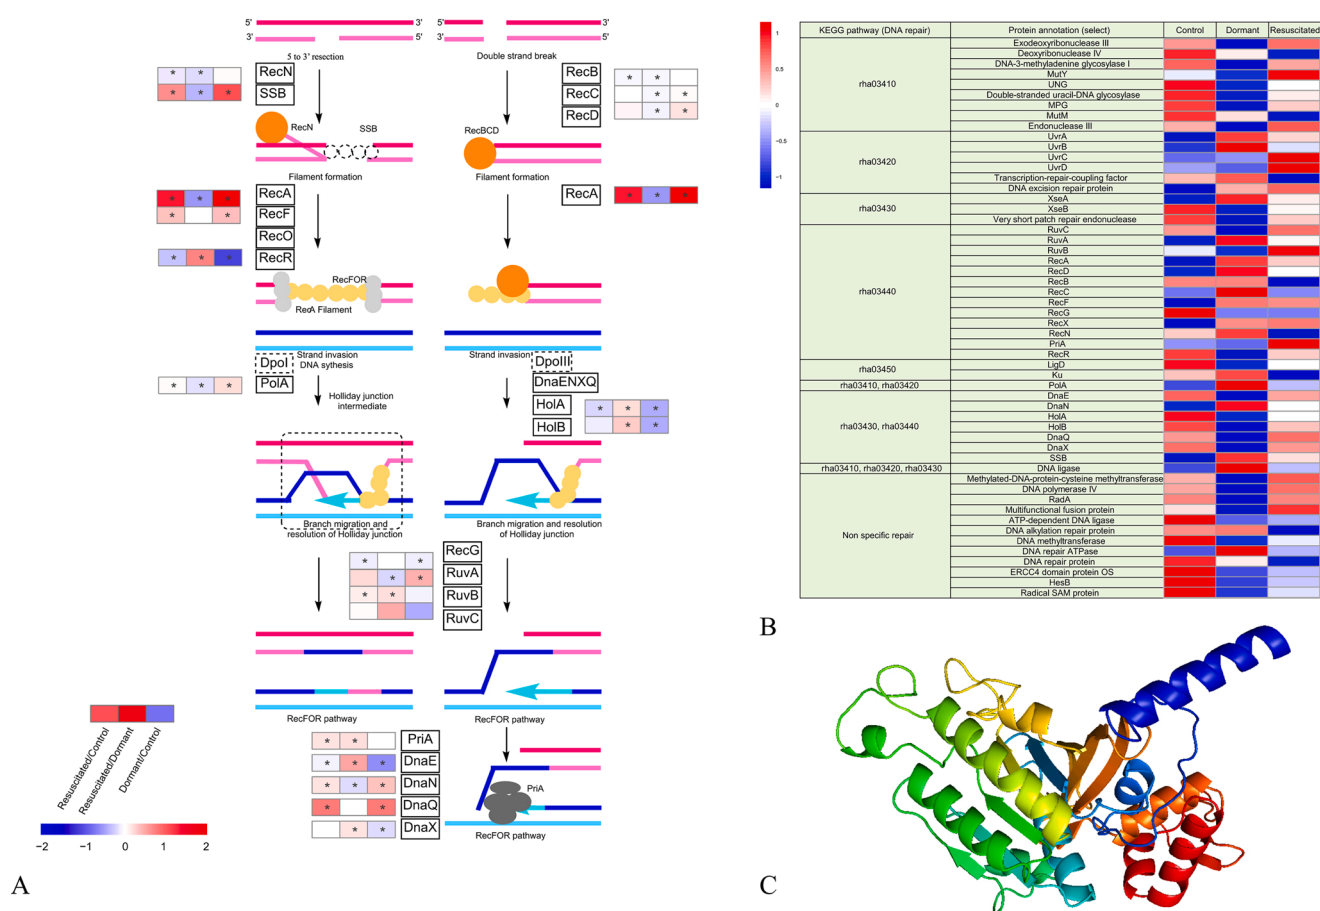 5'
3'
5'
3'
3'
5'
3'
5'
5 to 3' resection
Double strand break
RecN
SSB
*
*
*
*
*
RecB
RecC
RecD
*
*
*
*
*
*
RecN
SSB
RecBCD
Filament formation
Filament formation
RecA
RecF
RecO
RecR
*
*
*
*
*
*
*
*
RecA
*
*
*
RecFOR
RecA Filament
Strand invasion
DNA sythesis
Strand invasion
DpoI
PolA
*
*
*
DpoIII
DnaENXQ
HolA
HolB
*
*
*
*
*
Holliday junction
intermediate
Branch migration and
resolution of Holliday junction
Branch migration and resolution
of Holliday junction
RecG
RuvA
RuvB
RuvC
*
*
*
*
*
*
RecFOR pathway
RecFOR pathway
PriA
DnaE
DnaN
DnaQ
DnaX
*
*
*
*
*
*
*
*
*
*
*
*
PriA
RecFOR pathway
Resuscitated/Control
Resuscitated/Dormant
Dormant/Control
−2
−1
0
1
2
A
1
0.5
0
−0.5
−1
KEGG pathway (DNA repair)
Protein annotation (select)
Control
Dormant
Resuscitated
rha03410
Exodeoxyribonuclease III
Deoxyribonuclease IV
DNA-3-methyladenine glycosylase I
MutY
UNG
Double-stranded uracil-DNA glycosylase
MPG
MutM
Endonuclease III
rha03420
UvrA
UvrB
UvrC
UvrD
Transcription-repair-coupling factor
DNA excision repair protein
rha03430
XseA
XseB
Very short patch repair endonuclease
rha03440
RuvC
RuvA
RuvB
RecA
RecD
RecB
RecC
RecF
RecG
RecX
RecN
PriA
RecR
rha03450
LigD
Ku
rha03410, rha03420
PolA
rha03430, rha03440
DnaE
DnaN
HolA
HolB
DnaQ
DnaX
SSB
rha03410, rha03420, rha03430
DNA ligase
Non specific repair
Methylated-DNA-protein-cysteine methyltransferase
DNA polymerase IV
RadA
Multifunctional fusion protein
ATP-dependent DNA ligase
DNA alkylation repair protein
DNA methyltransferase
DNA repair ATPase
DNA repair protein
ERCC4 domain protein OS
HesB
Radical SAM protein
B
C